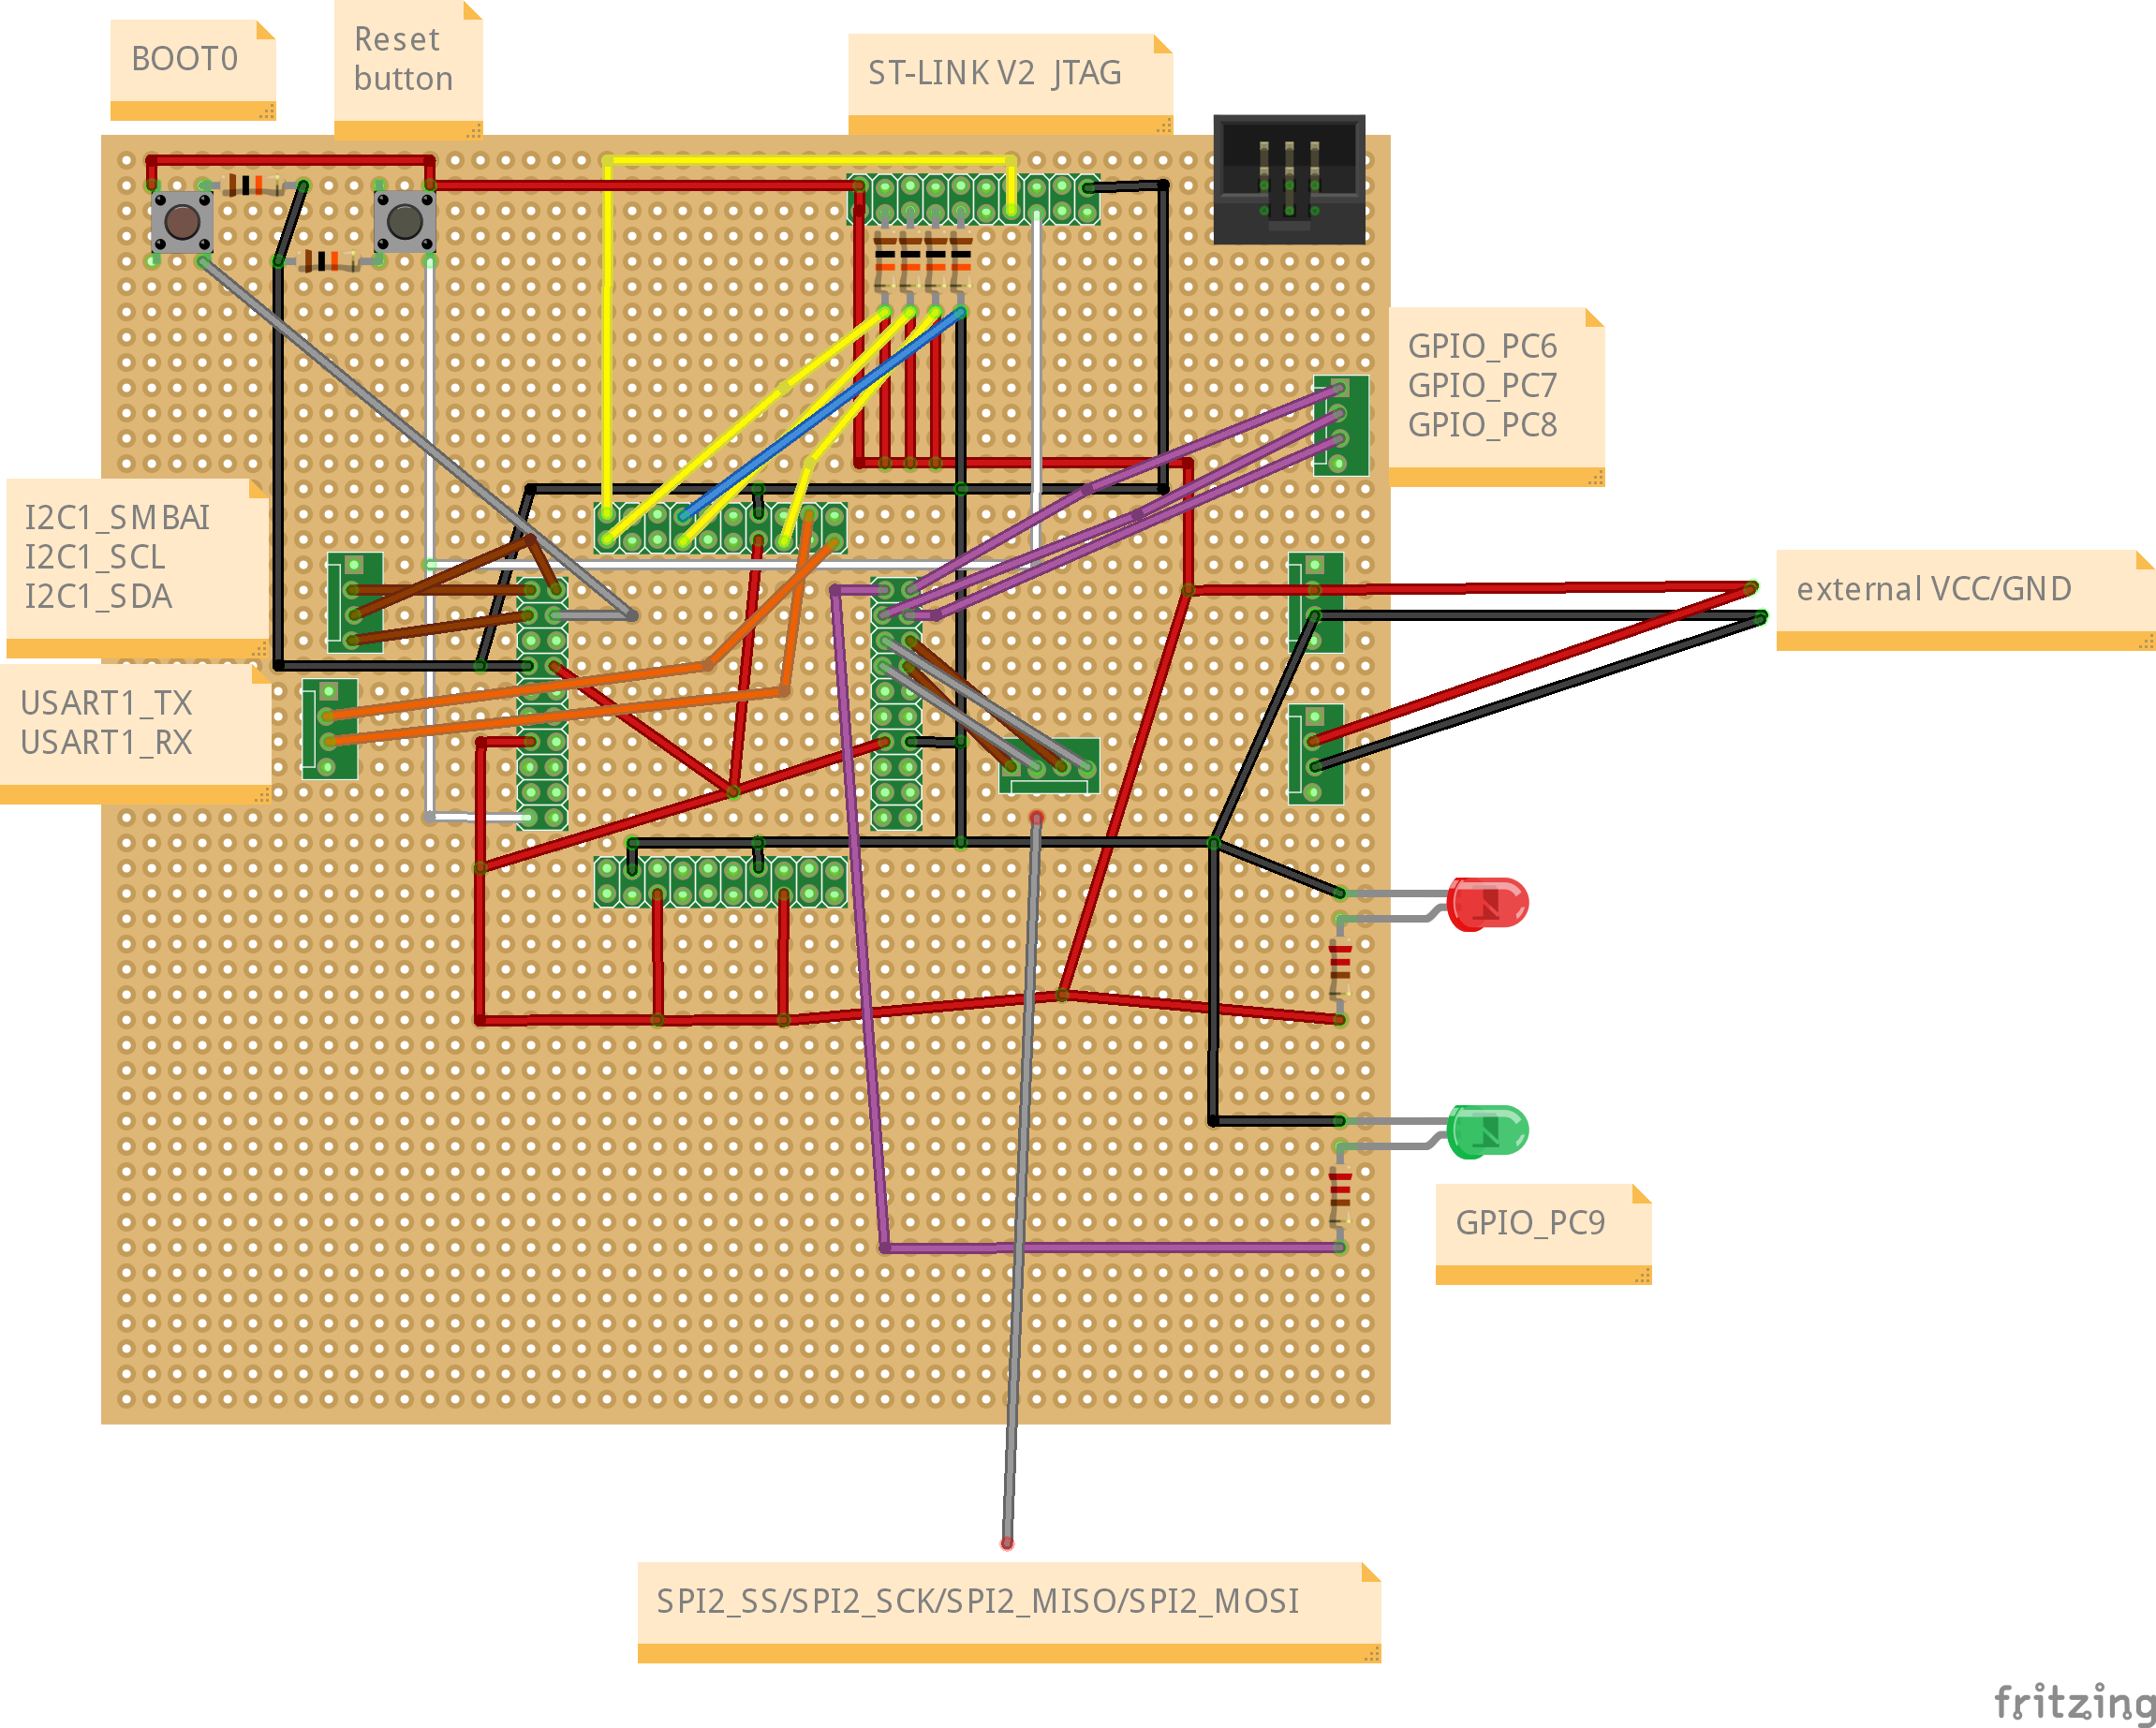 BOOT0
Reset
button
ST-LINK V2 JTAG
GPIO_PC6
GPIO_PC7
GPIO_PC8
I2C1_SMBAI
I2C1_SCL
I2C1_SDA
external VCC/GND
USART1_TX
USART1_RX
GPIO_PC9
SPI2_SS/SPI2_SCK/SPI2_MISO/SPI2_MOSI
fritzing